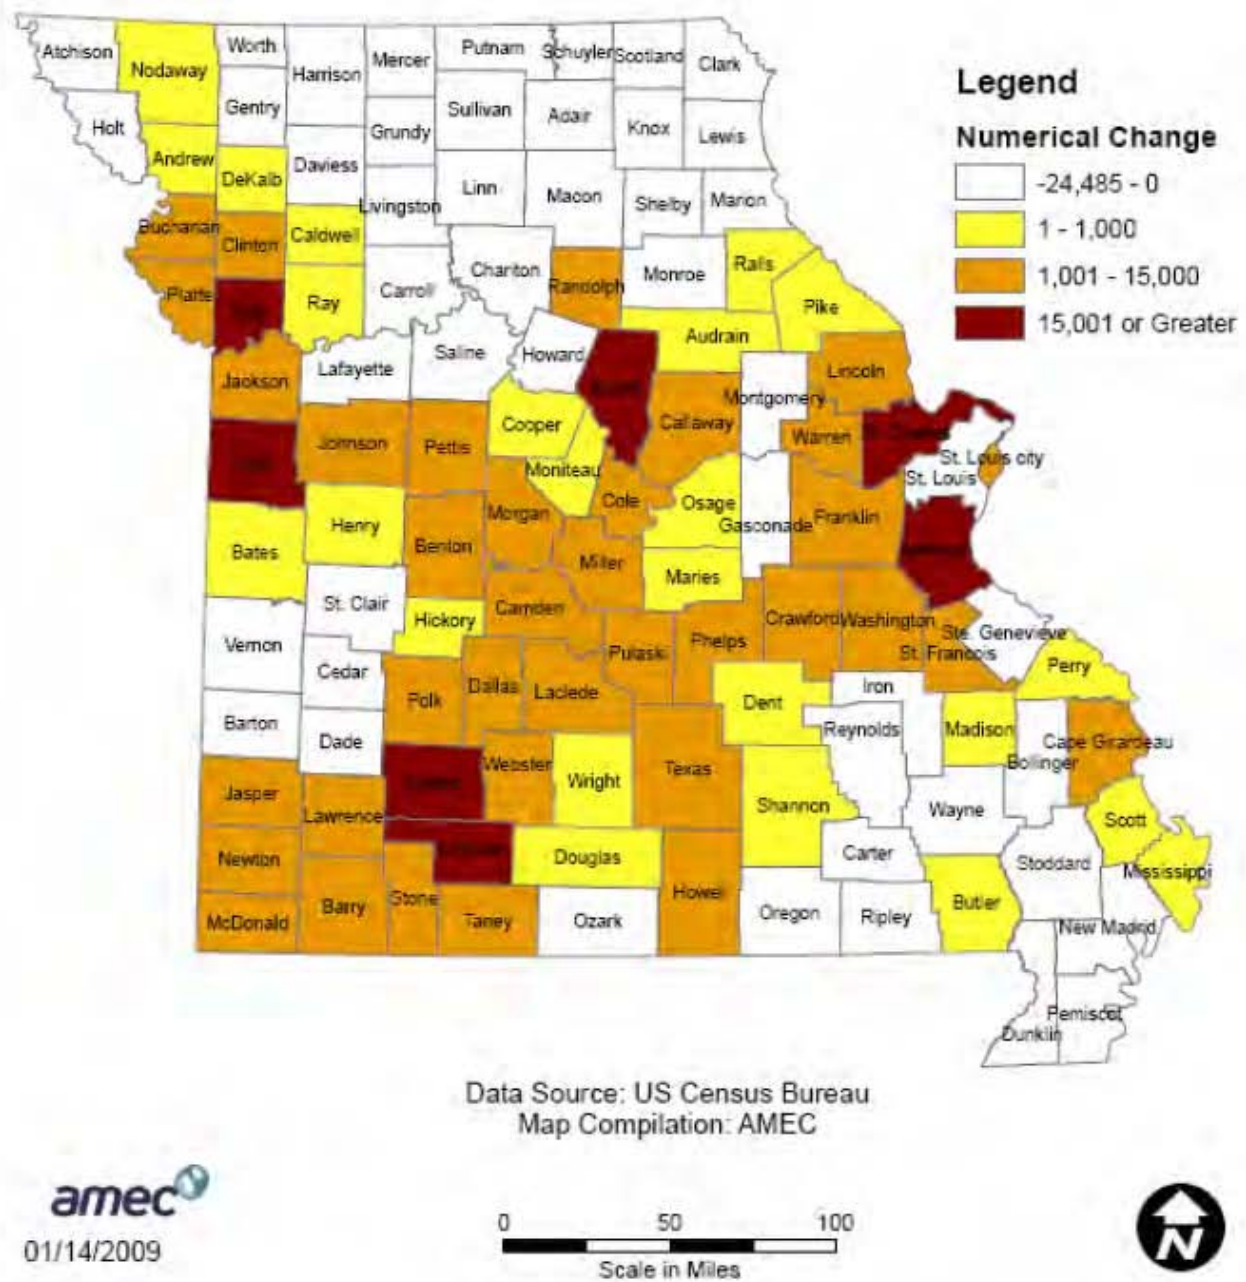 Atchison
Nodaway
Worth
Harrison
Mercer
Putnam
Schuyler
Scotland
Clark
Holt
Gentry
Sullivan
Adair
Knox
Lewis
Grundy
Andrew
DeKalb
Daviess
Livingston
Linn
Macon
Shelby
Marion
Buchanan
Clinton
Caldwell
Chariton
Randolph
Monroe
Ralls
Platte
Ray
Carroll
Pike
Audrain
Saline
Howard
Lafayette
Jackson
Montgomery
Lincoln
Cooper
Callaway
Johnson
Pettis
Warren
St. Louis city
St. Louis
Moniteau
Cole
Osage
Gasconade
Franklin
Morgan
Henry
Benton
Bates
Miller
Maries
St. Clair
Hickory
Camden
Crawford
Washington
Vernon
Pulaski
Phelps
Ste. Genevieve
St. Francois
Perry
Cedar
Polk
Dallas
Laclede
Dent
Iron
Barton
Dade
Reynolds
Madison
Cape Girardeau
Bollinger
Webster
Wright
Texas
Jasper
Lawrence
Shannon
Wayne
Scott
Newton
Douglas
Carter
Stoddard
Mississippi
McDonald
Barry
Stone
Taney
Ozark
Howell
Oregon
Ripley
Butler
New Madrid
Pemiscot
Dunklin
Legend
Numerical Change
-24,485 - 0
1 - 1,000
1,001 - 15,000
15,001 or Greater
Data Source: US Census Bureau
Map Compilation: AMEC
amec
01/14/2009
0 50 100
Scale in Miles
N